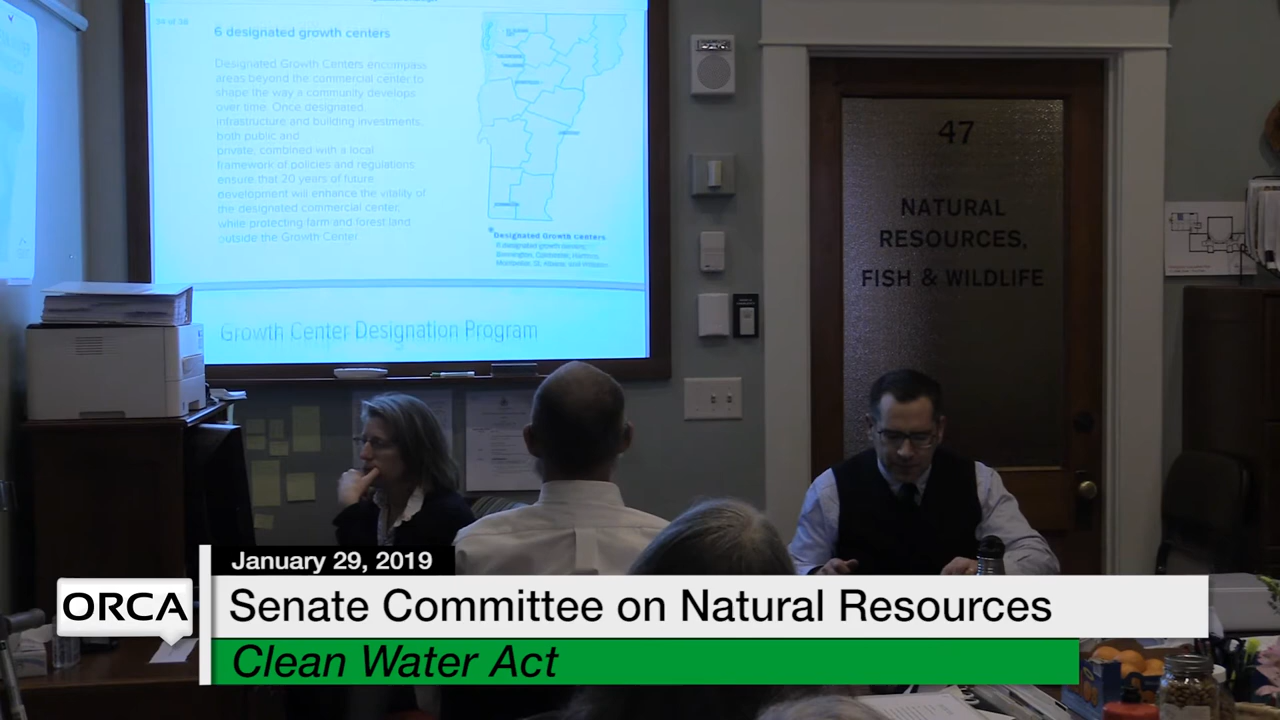 6 designated growth centers
Designated Growth Centers encompass
areas beyond the commercial center to
shape the way a community develops
over time. Once designated,
infrastructure and building investments,
both public and
private, combined with a local
framework of policies and regulations
ensure that 20 years of future
development will enhance the vitality of
the designated commercial center,
while protecting farm and forest land
outside the Growth Center.
Designated Growth Centers
6 designated growth centers:
Growth Center Designation Program
47
NATURAL
RESOURCES,
FISH & WILDLIFE
January 29, 2019
ORCA
Senate Committee on Natural Resources
Clean Water Act